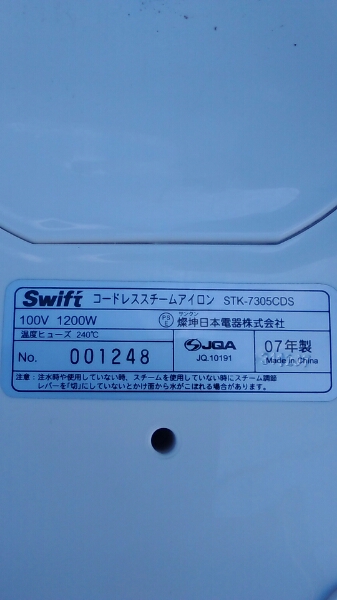 Swift コードレススチームアイロン STK-7305CDS
100V 1200W
PS E サンクン 燦坤日本電器株式会社
温度ヒューズ 240℃
No. 001248
JQA
JQ.10191
07年製
Made in China
注意:注水時や使用していない時、スチームを使用していない時にスチーム調節
レバーを「切」にしていないとかけ面から水がこぼれる場合があります。